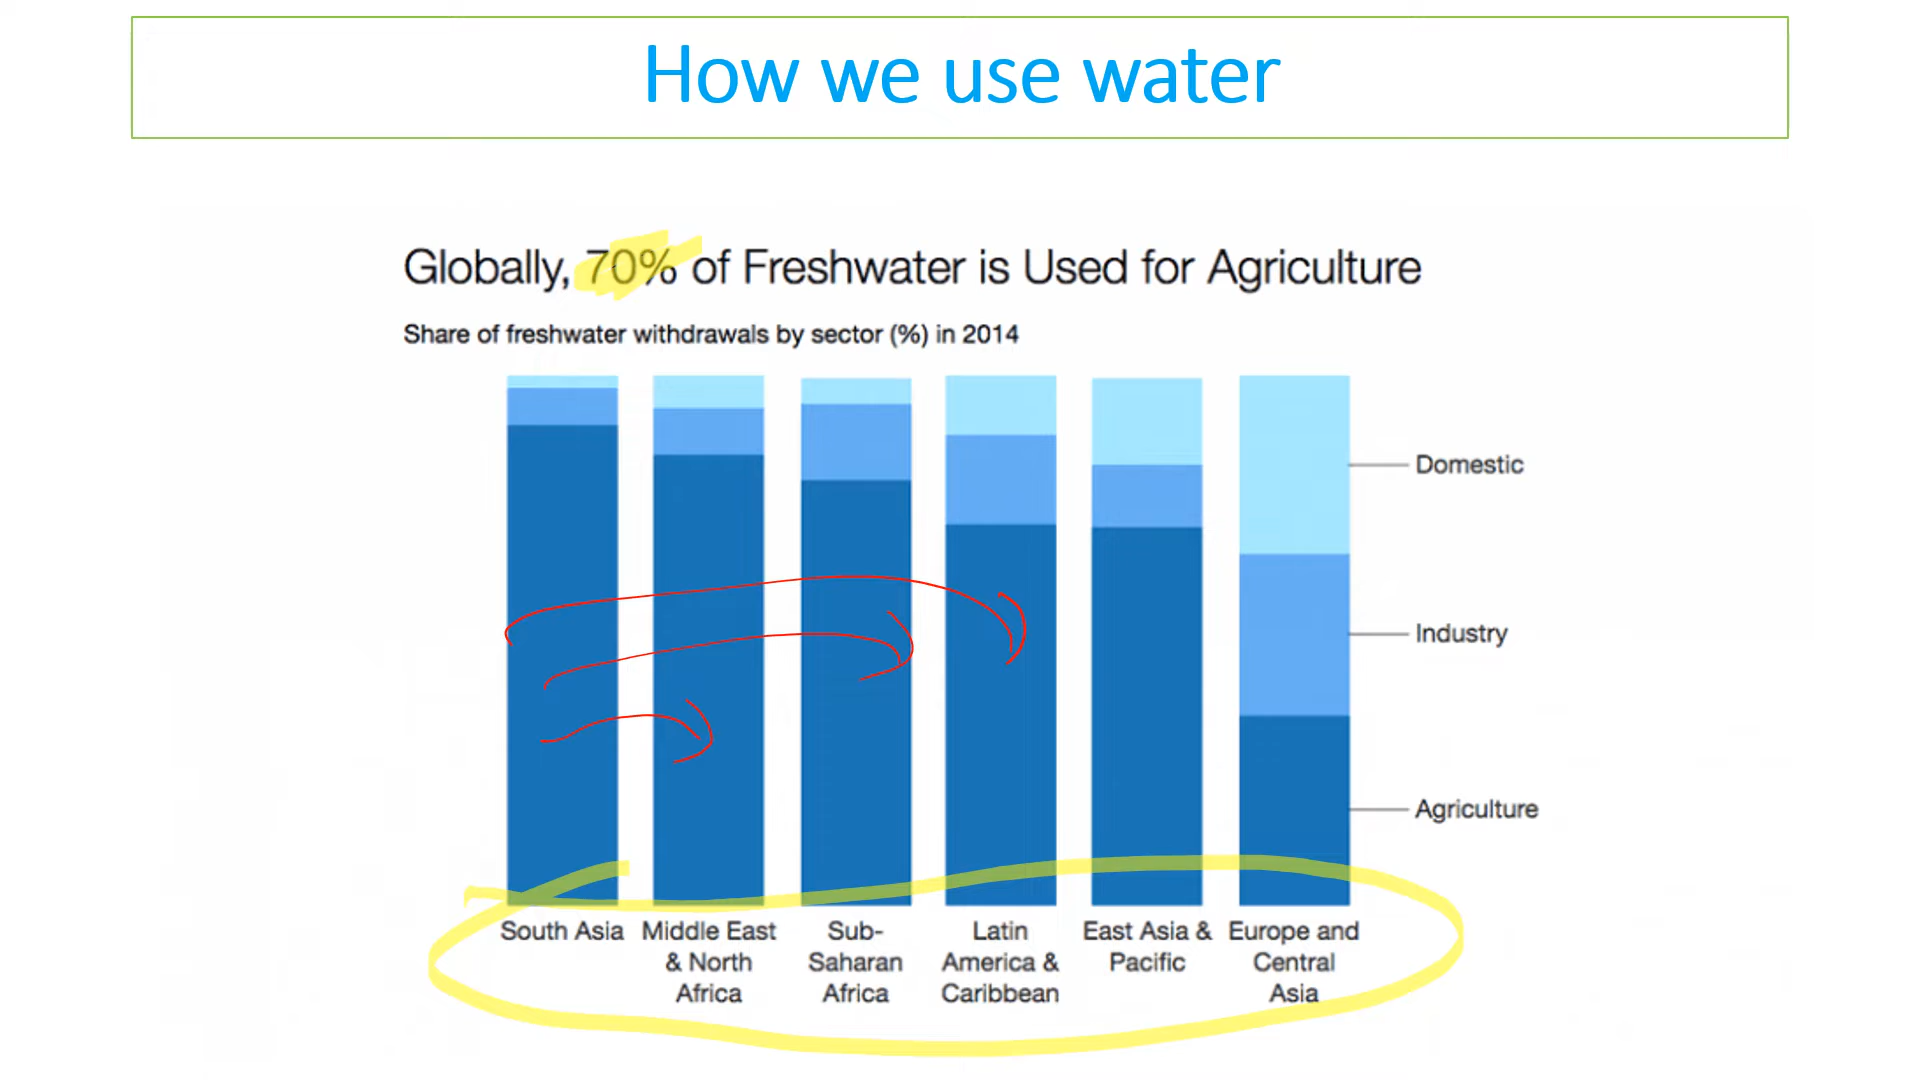 How we use water
Globally, 70% of Freshwater is Used for Agriculture
Share of freshwater withdrawals by sector (%) in 2014
Domestic
Industry
Agriculture
South Asia
Middle East
& North
Africa
Sub-
Saharan
Africa
Latin
America &
Caribbean
East Asia &
Pacific
Europe and
Central
Asia